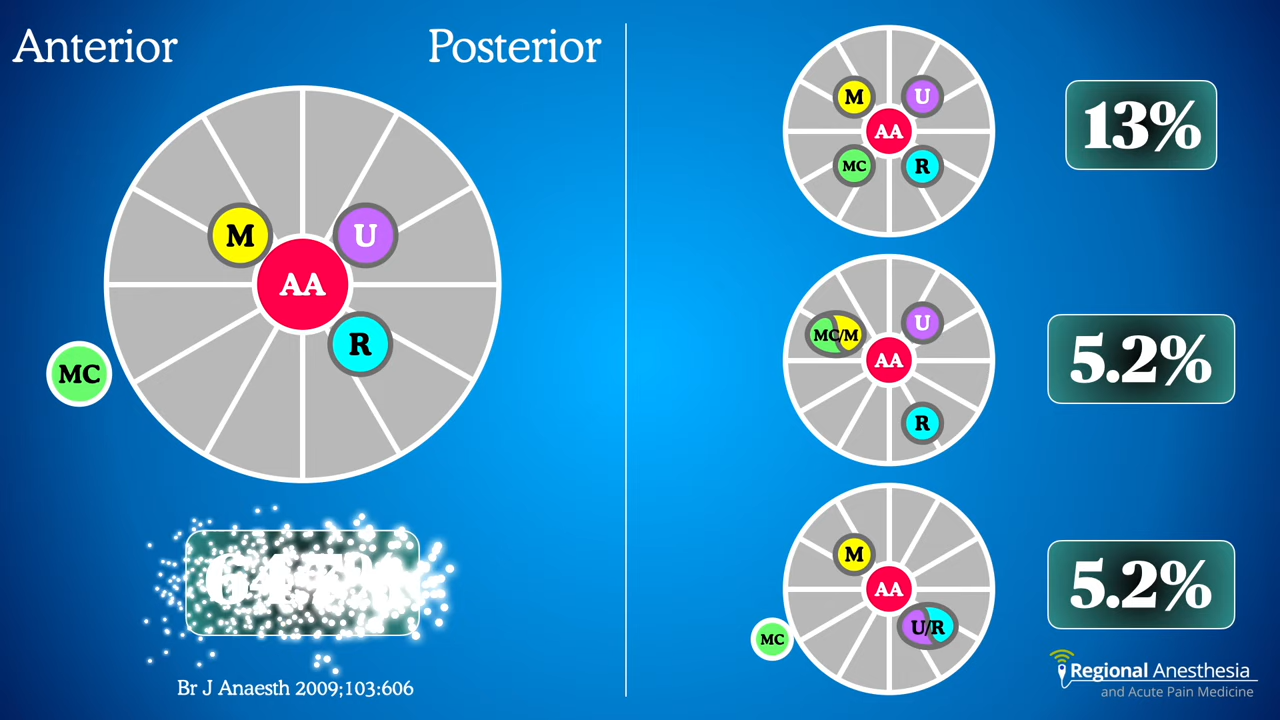 Anterior
Posterior
M
U
AA
R
MC
Br J Anaesth 2009;103:606
M
U
AA
MC
R
13%
MC/M
U
AA
R
5.2%
M
AA
U/R
MC
5.2%
Regional Anesthesia
and Acute Pain Medicine